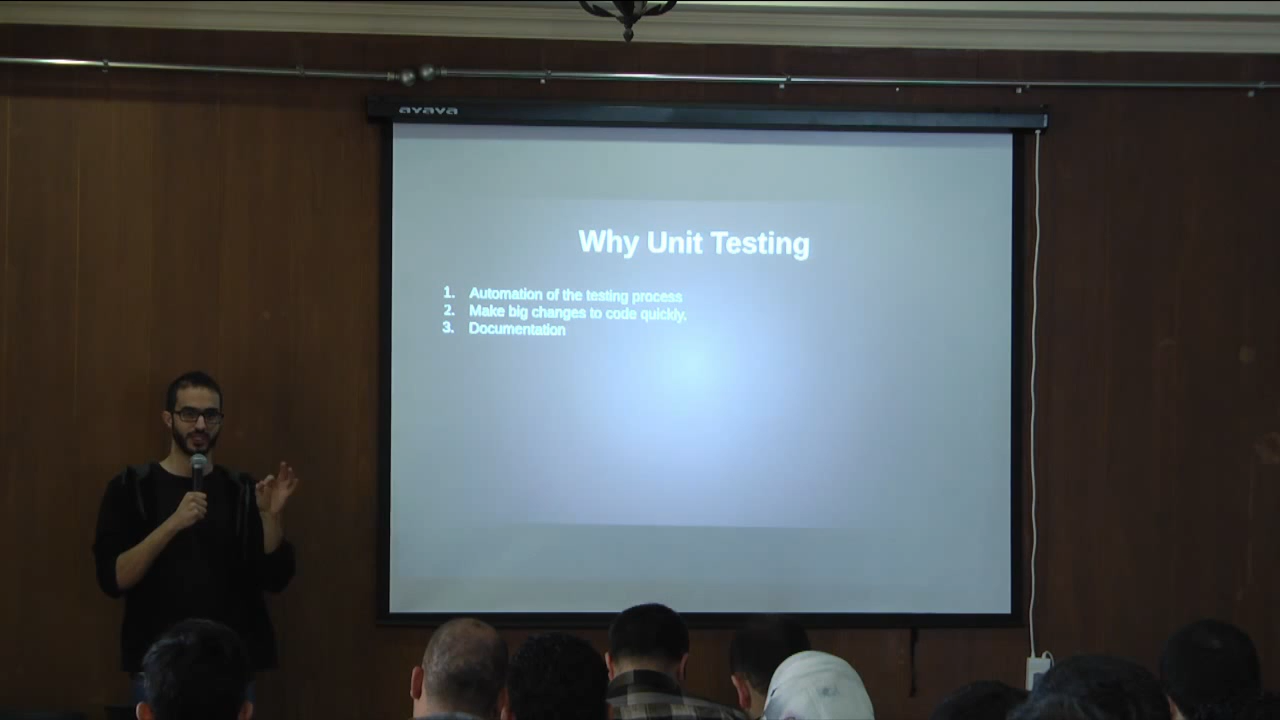 avaya
Why Unit Testing
1. Automation of the testing process
2. Make big changes to code quickly.
3. Documentation